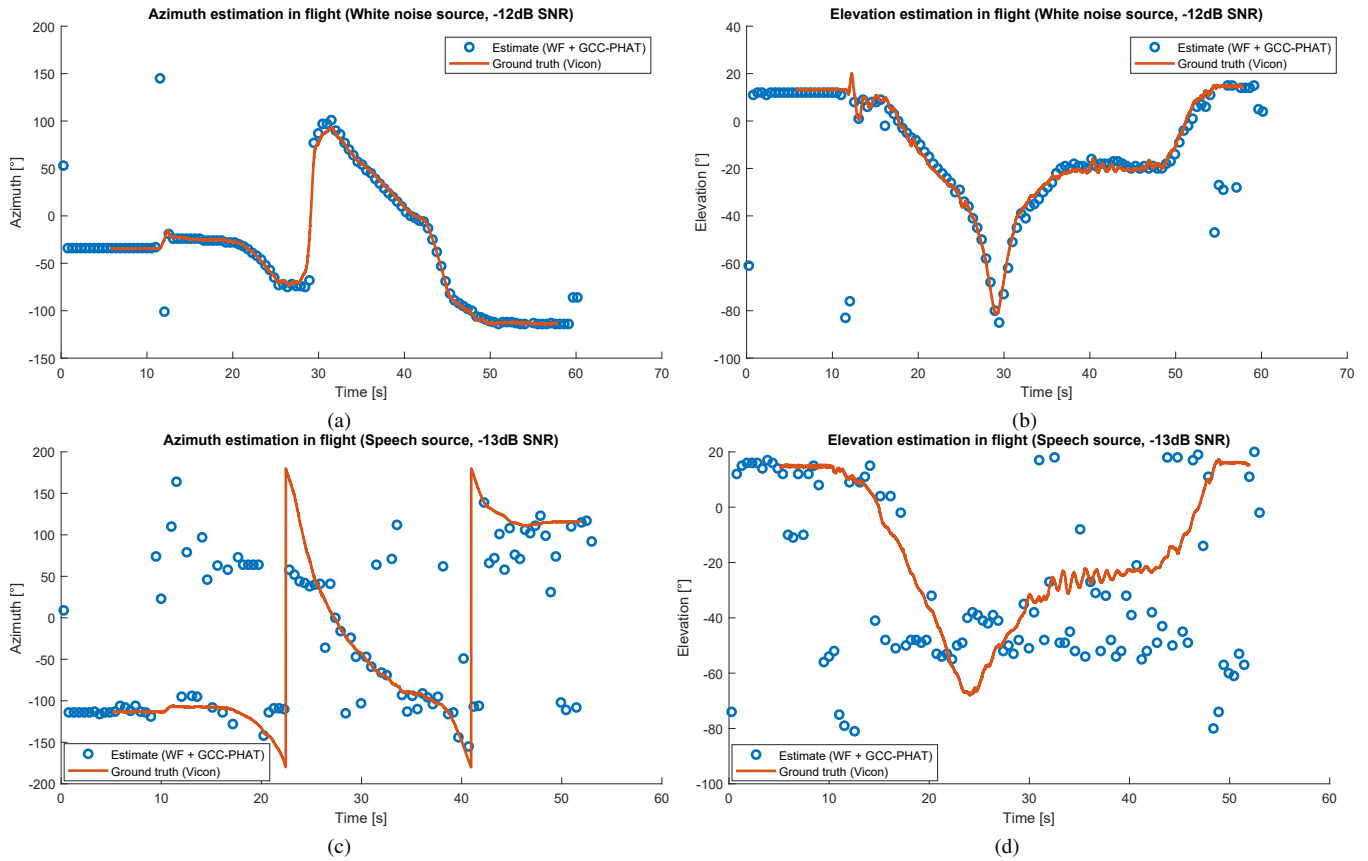 Azimuth estimation in flight (White noise source, -12dB SNR)
200
150
100
50
0
-50
-100
-150
Azimuth [°]
Estimate (WF + GCC-PHAT)
Ground truth (Vicon)
0 10 20 30 40 50 60 70
Time [s]
(a)
Elevation estimation in flight (White noise source, -12dB SNR)
40
20
0
-20
-40
-60
-80
-100
Elevation [°]
Estimate (WF + GCC-PHAT)
Ground truth (Vicon)
0 10 20 30 40 50 60 70
Time [s]
(b)
Azimuth estimation in flight (Speech source, -13dB SNR)
200
150
100
50
0
-50
-100
-150
-200
Azimuth [°]
Estimate (WF + GCC-PHAT)
Ground truth (Vicon)
0 10 20 30 40 50 60
Time [s]
(c)
Elevation estimation in flight (Speech source, -13dB SNR)
20
0
-20
-40
-60
-80
-100
Elevation [°]
Estimate (WF + GCC-PHAT)
Ground truth (Vicon)
0 10 20 30 40 50 60
Time [s]
(d)